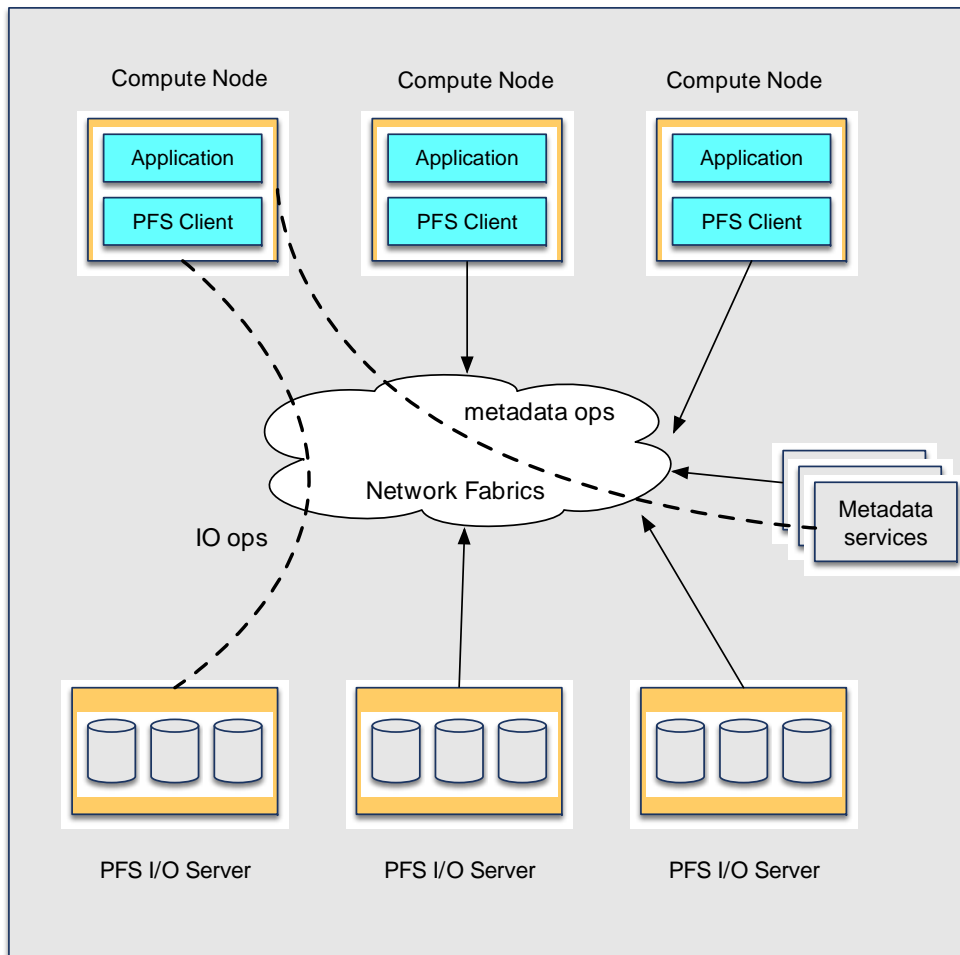 Compute Node
Compute Node
Compute Node
Application
Application
Application
PFS Client
PFS Client
PFS Client
metadata ops
Network Fabrics
IO ops
Metadata
services
PFS I/O Server
PFS I/O Server
PFS I/O Server